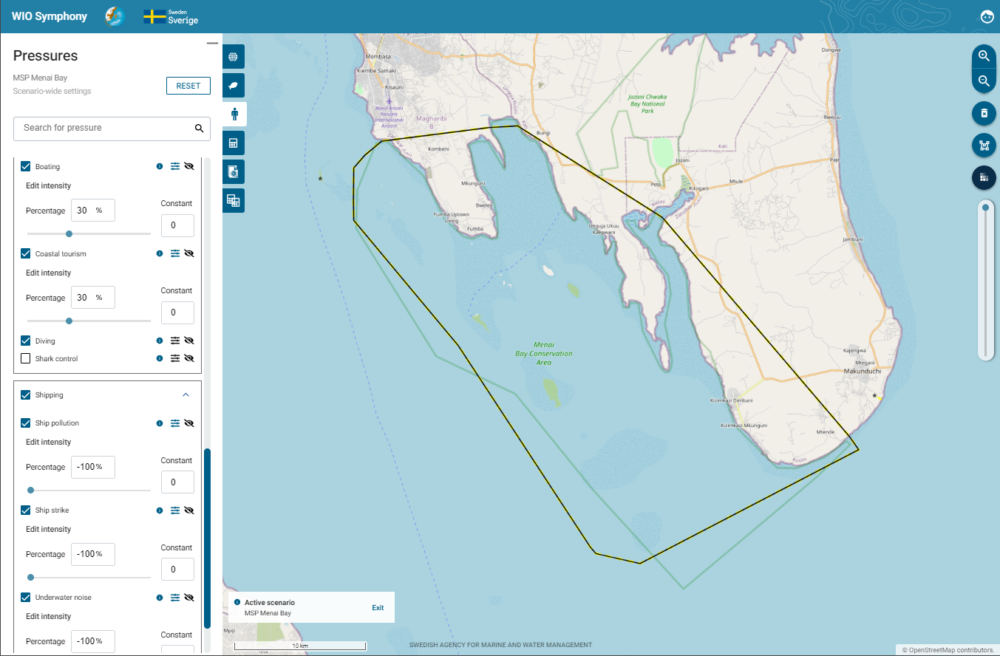 WIO Symphony
Sweden
Sverige
Pressures
MSP Menai Bay
Scenario-wide settings
RESET
Search for pressure
Boating
Edit intensity
Constant
Percentage 30 %
0
Coastal tourism
Edit intensity
Constant
Percentage 30 %
0
Diving
Shark control
Shipping
Ship pollution
Edit intensity
Constant
Percentage -100%
0
Ship strike
Edit intensity
Constant
Percentage -100%
0
Underwater noise
Edit intensity
Constant
Percentage -100%
Mombasa
Kiembe Samaki
Kisauni
Abeid Amani
Karume
International
Airport
Magharibi
B
Kombeni
Mkunguni
Bweleo
Fumba Uptown
Living
Fumba
Bungi
Jozani Chwaka
Bay National
Park
Kati
Jozani
Pete
Kitogani
Mtule
Kusini
Unguja Ukuu
Kaepwani
Dongwe
Bwejuu
Paje
Jambiani
Menai
Bay Conservation
Area
Kajengwa
Mtegani
Makunduchi
Kizimkazi Dimbani
Kizimkazi Mkunguni
Mtende
Kusini
Active scenario
MSP Menai Bay
Exit
Mpiji
10 km
SWEDISH AGENCY FOR MARINE AND WATER MANAGEMENT
© OpenStreetMap contributors.